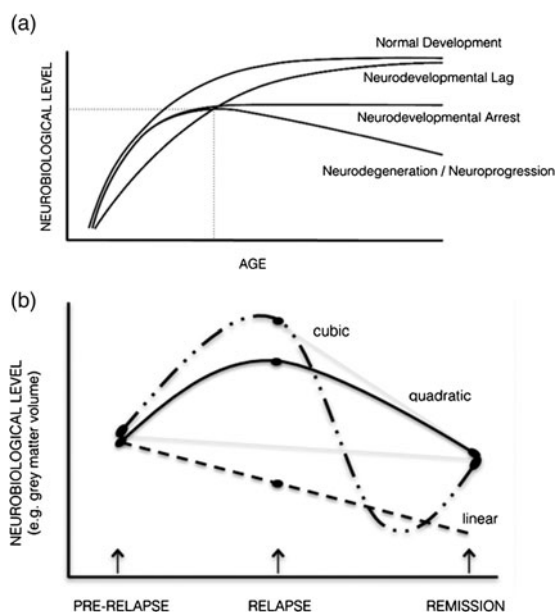 (a)
NEUROBIOLOGICAL LEVEL
Normal Development
Neurodevelopmental Lag
Neurodevelopmental Arrest
Neurodegeneration / Neuroprogression
AGE
(b)
NEUROBIOLOGICAL LEVEL
(e.g. grey matter volume)
cubic
quadratic
linear
PRE-RELAPSE
RELAPSE
REMISSION